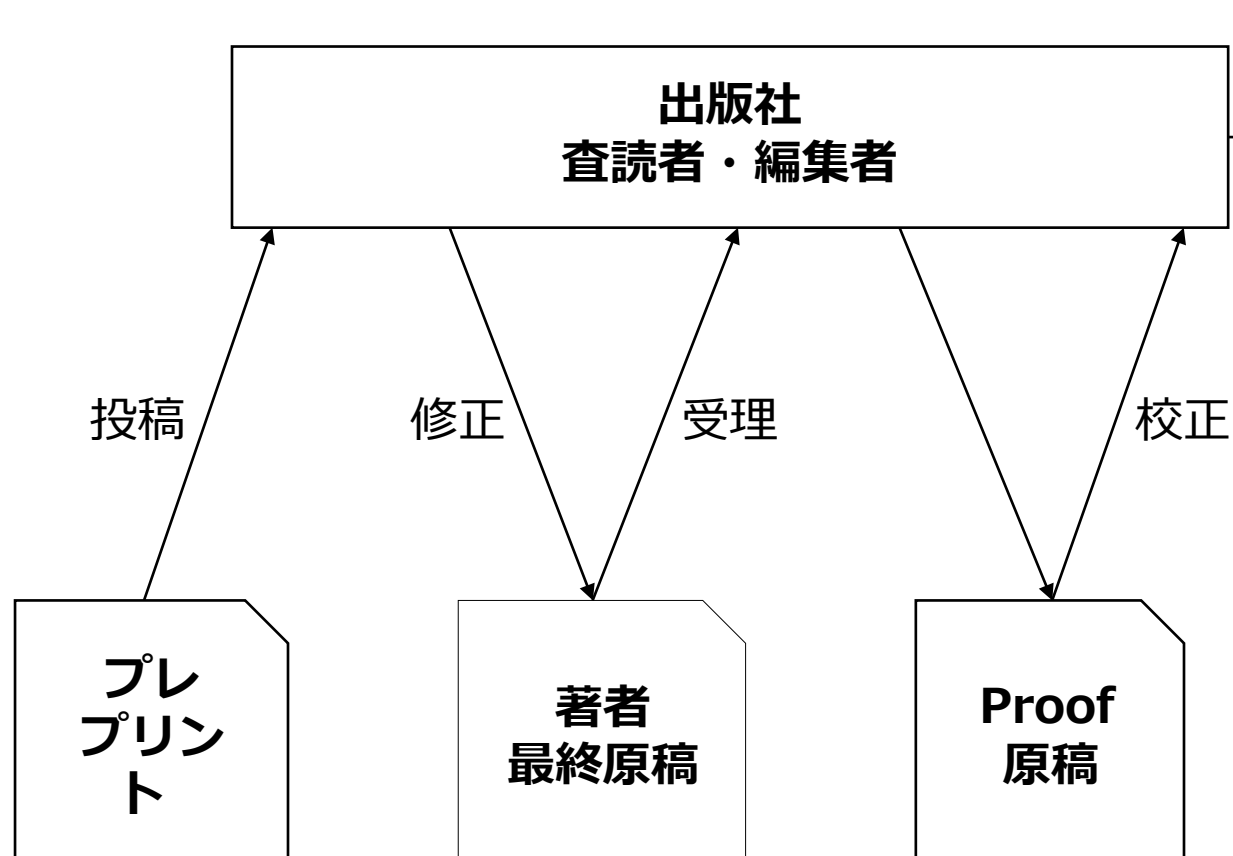 出版社
査読者・編集者
投稿
修正
受理
校正
プレ
プリン
ト
著者
最終原稿
Proof
原稿